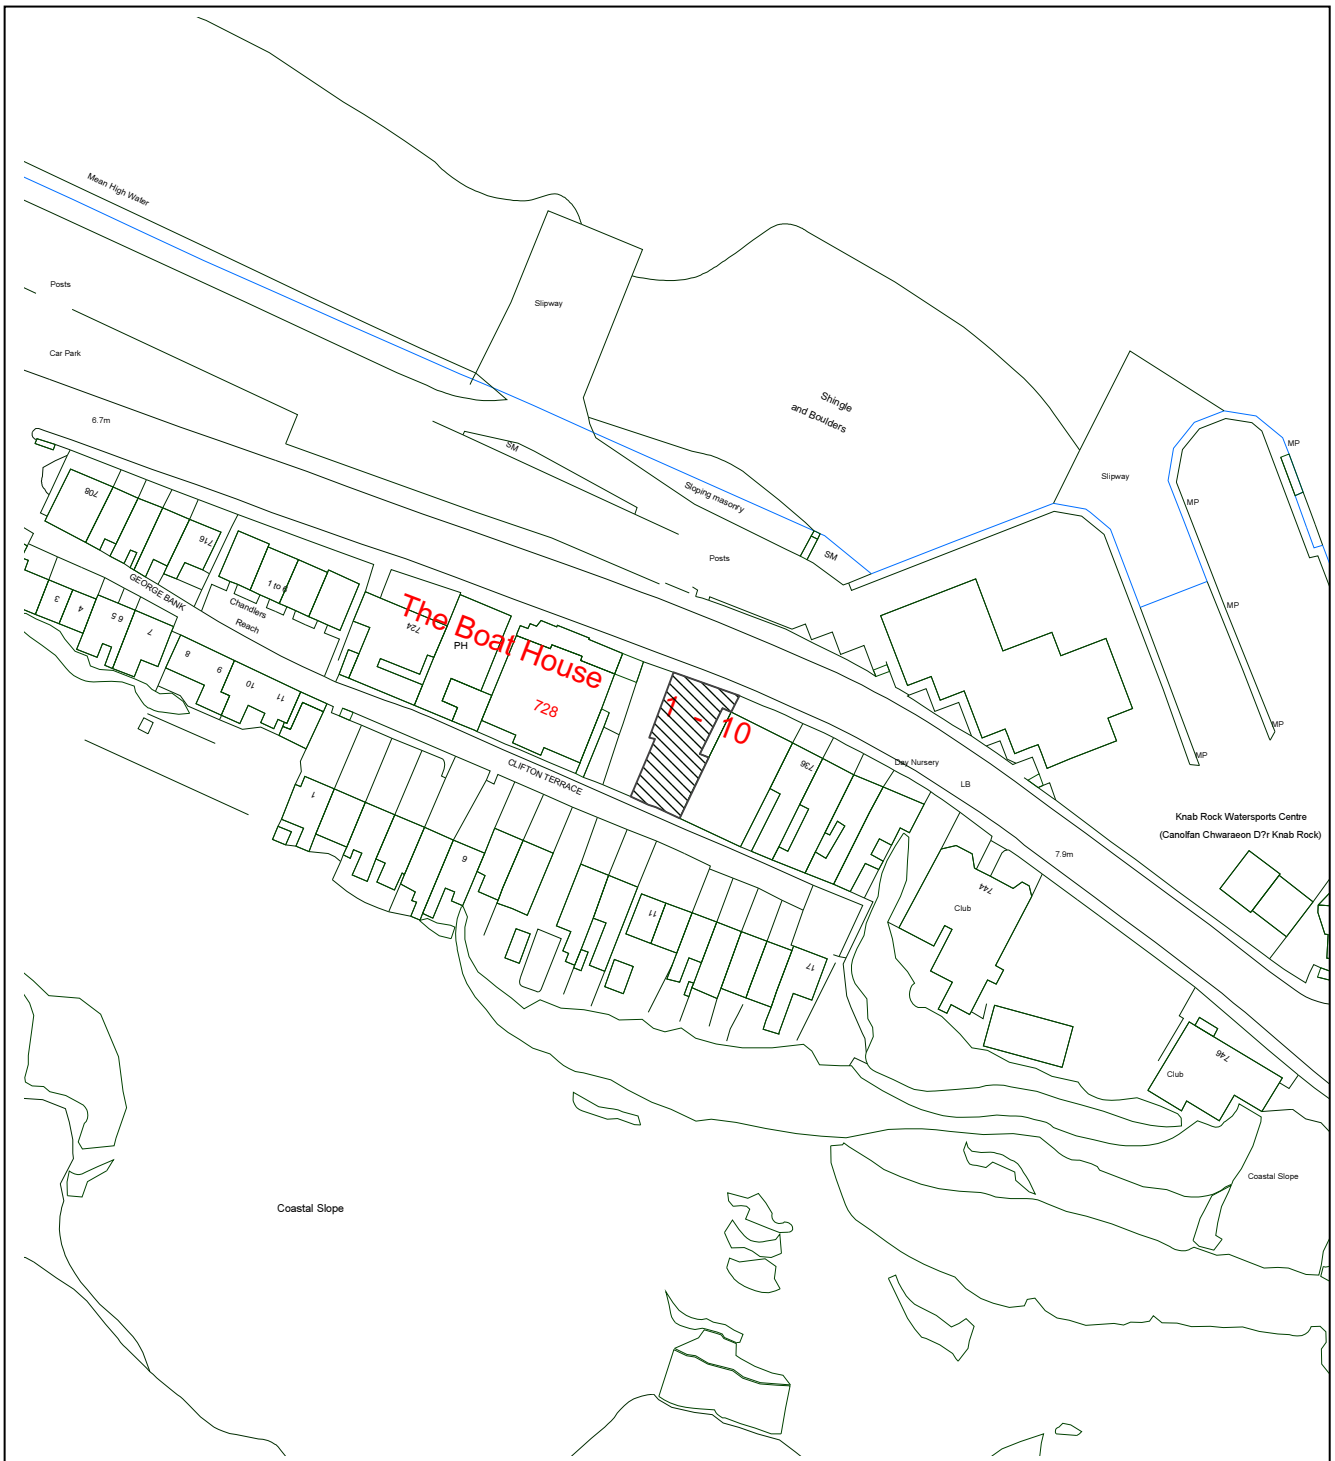 Mean High Water
Posts
Slipway
Car Park
Shingle
and Boulders
6.7m
SM
MP
Slipway
708
Sloping masonry
MP
716
Posts
SM
GEORGE BANK
1 to 6
3
4
6.5
7
Chandlers
Reach
The Boat House
724
PH
MP
8
9
10
11
728
1 - 10
MP
MP
CLIFTON TERRACE
736
Day Nursery
LB
1
Knab Rock Watersports Centre
(Canolfan Chwaraeon D?r Knab Rock)
7.9m
6
744
Club
11
17
746
Club
Coastal Slope
Coastal Slope